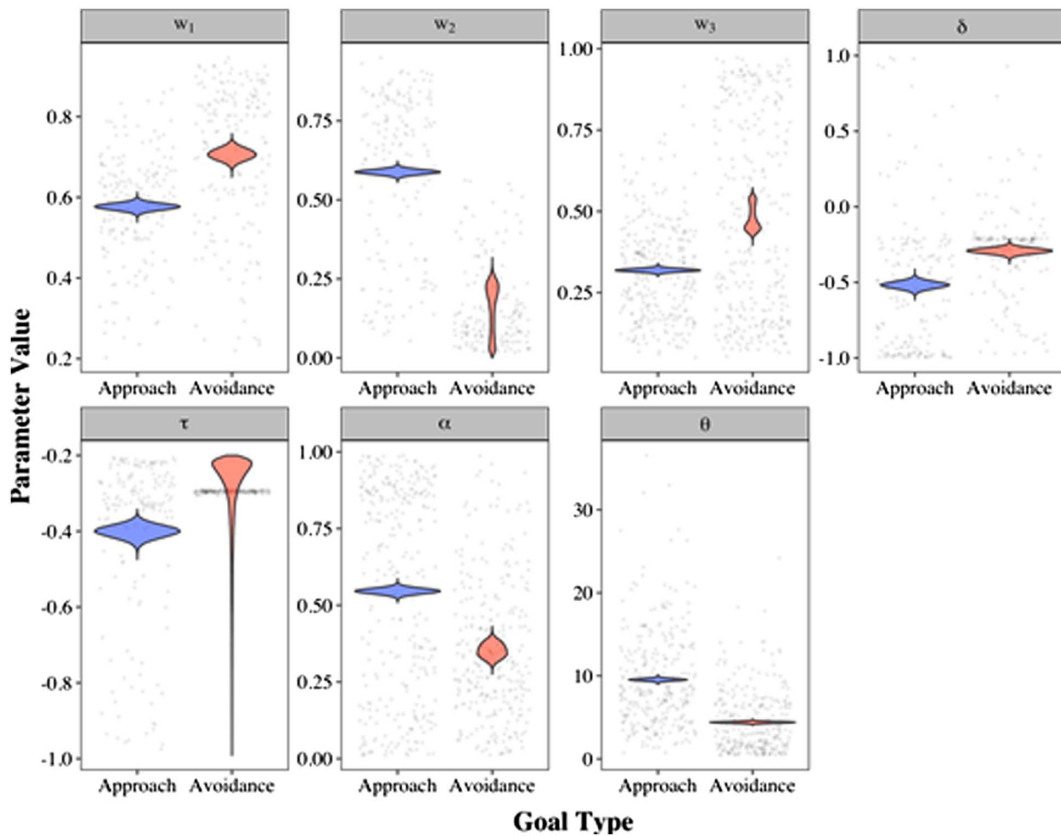 w1
w2
w3
δ
0.8
0.6
0.4
0.2
0.75
0.50
0.25
0.00
1.00
0.75
0.50
0.25
1.0
0.5
0.0
-0.5
-1.0
Approach Avoidance
Approach Avoidance
Approach Avoidance
Approach Avoidance
Parameter Value
τ
α
θ
-0.2
-0.4
-0.6
-0.8
-1.0
1.00
0.75
0.50
0.25
0.00
30
20
10
0
Approach Avoidance
Approach Avoidance
Approach Avoidance
Goal Type